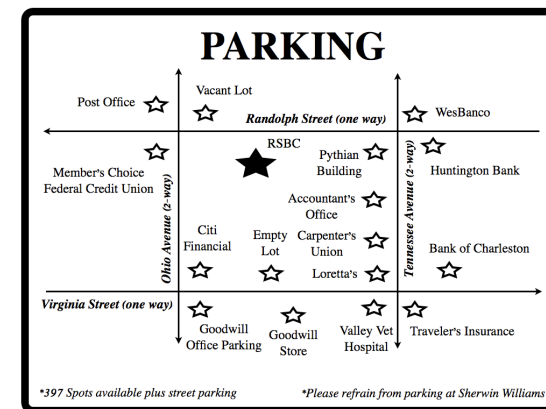 PARKING
Post Office
Vacant Lot
Randolph Street (one way)
WesBanco
Member's Choice
Federal Credit Union
RSBC
Pythian
Building
Huntington Bank
Accountant's
Office
Ohio Avenue (2-way)
Tennessee Avenue (2-way)
Citi
Financial
Empty
Lot
Carpenter's
Union
Loretta's
Bank of Charleston
Virginia Street (one way)
Goodwill
Office Parking
Goodwill
Store
Valley Vet
Hospital
Traveler's Insurance
*397 Spots available plus street parking
*Please refrain from parking at Sherwin Williams